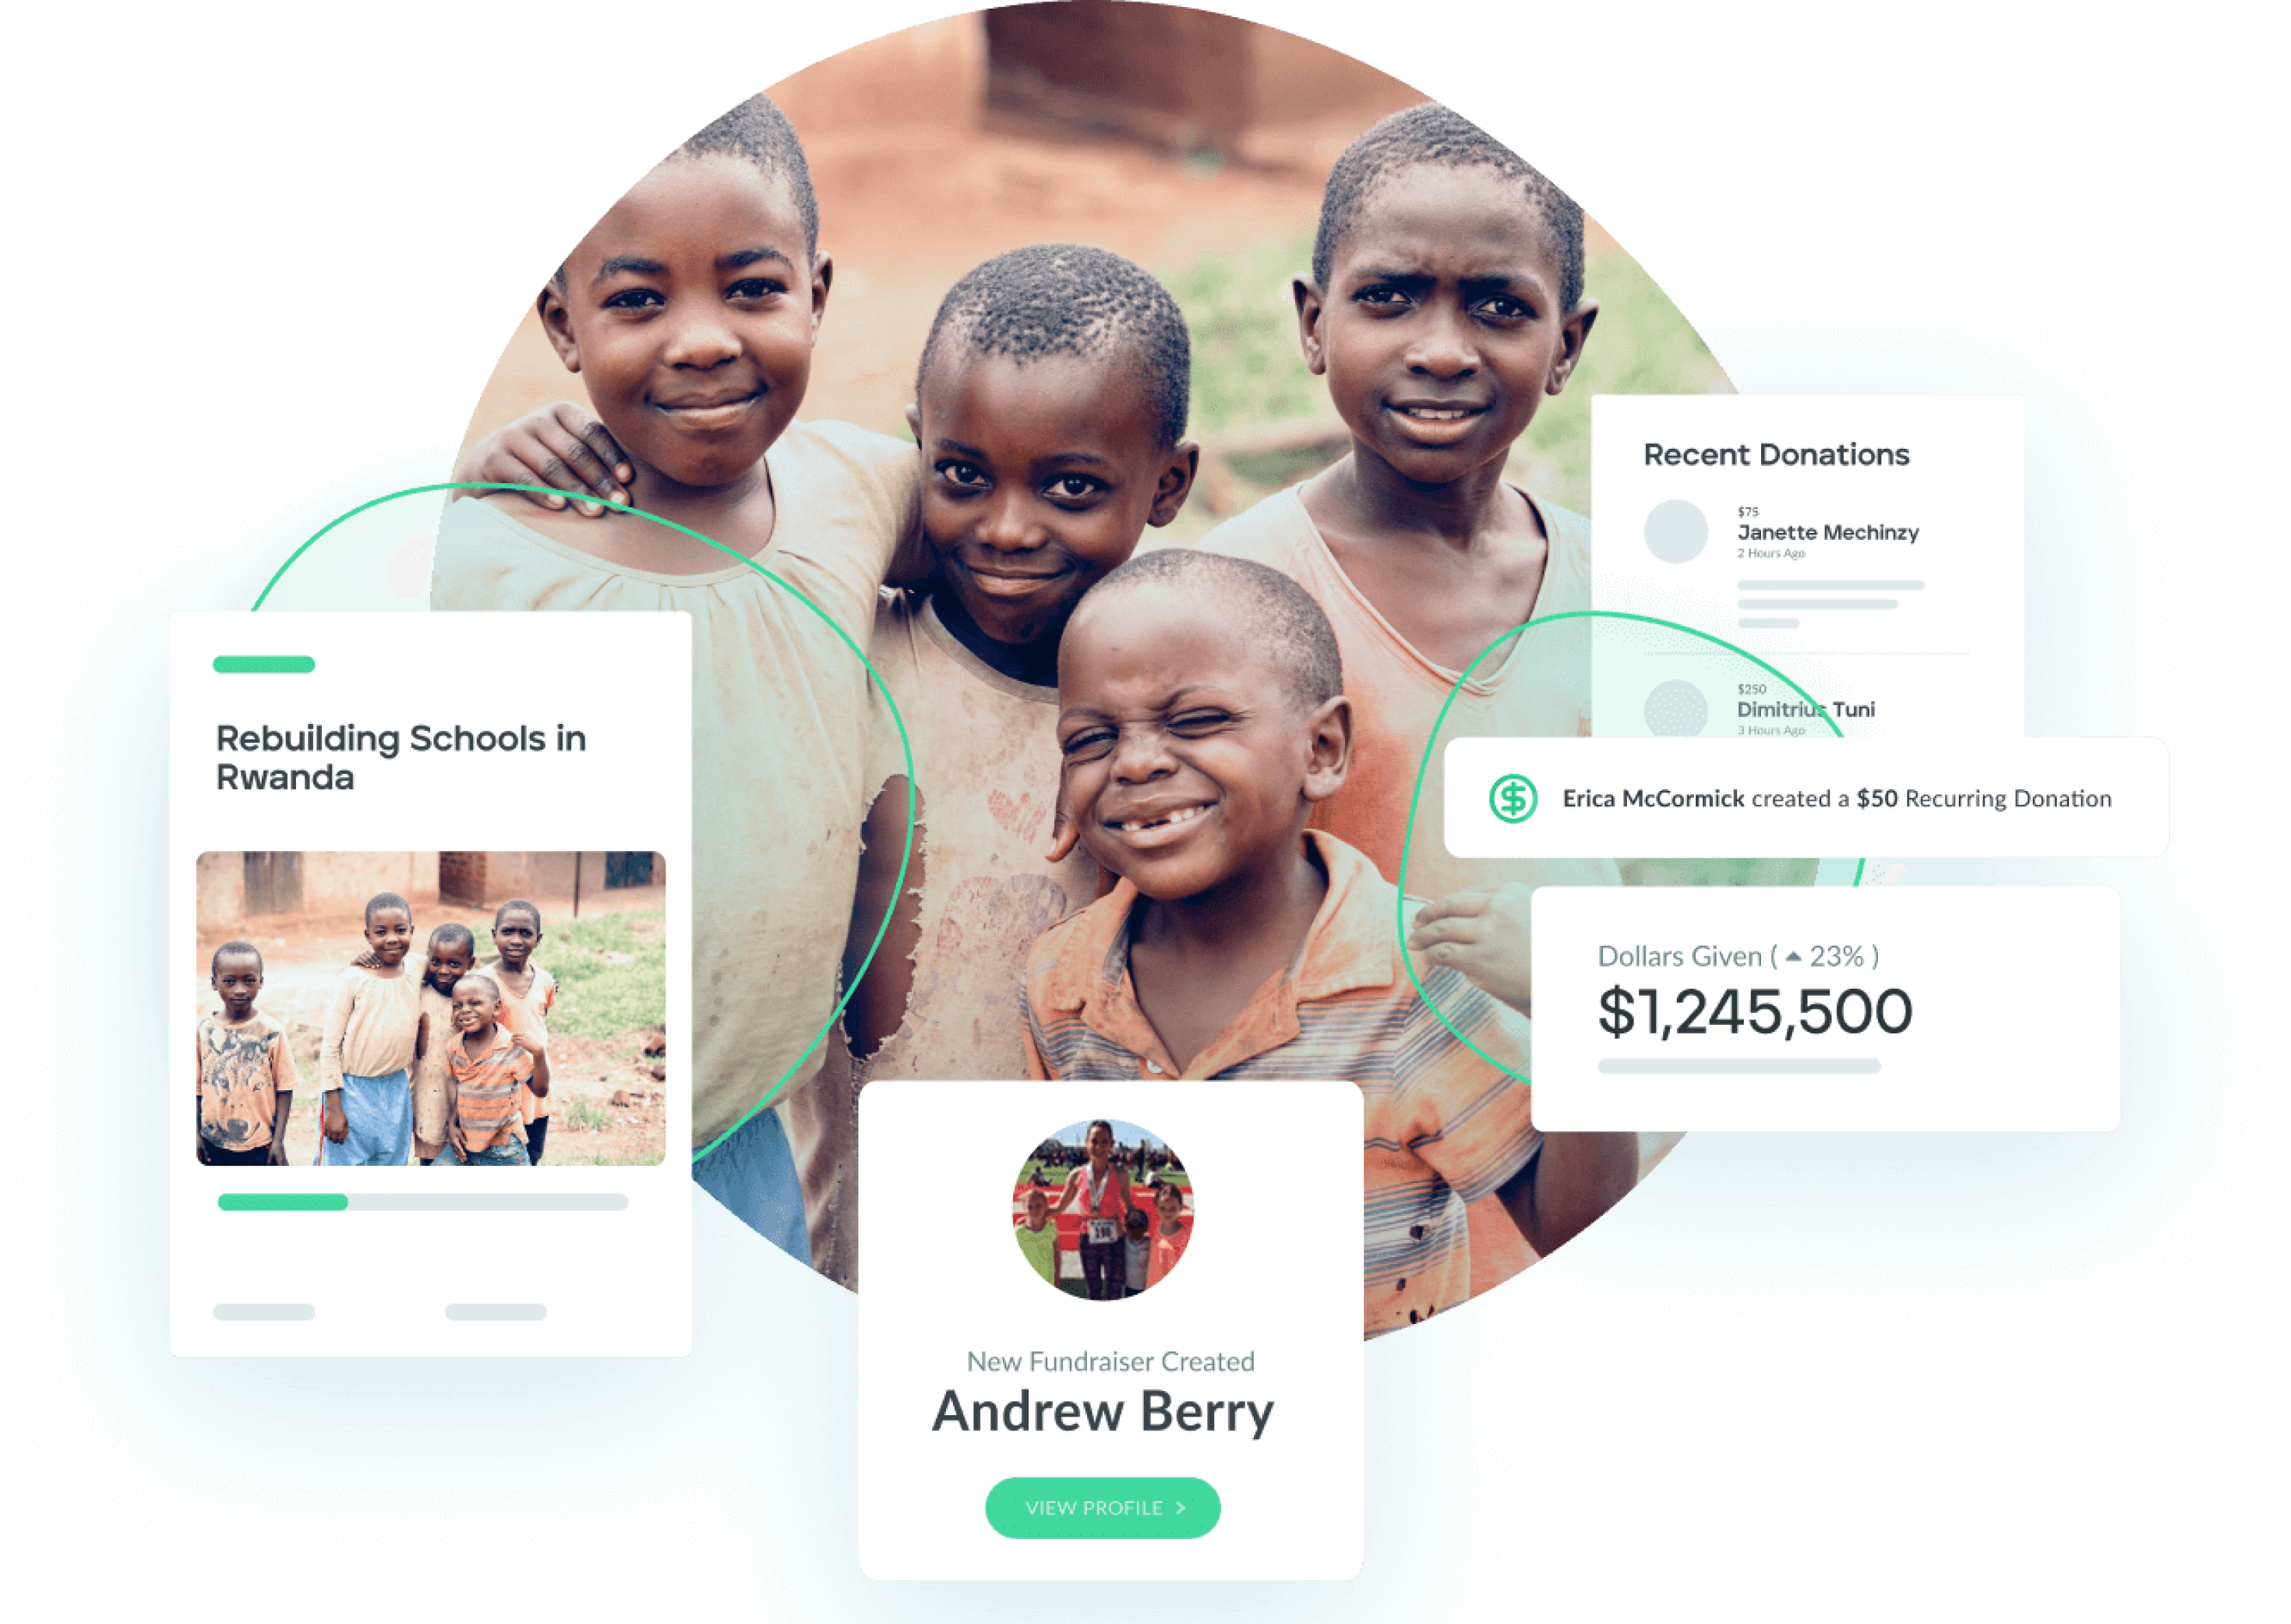 Recent Donations
$75
Janette Mechinzy
2 Hours Ago
$250
Dimitrius Tuni
3 Hours Ago
Rebuilding Schools in
Rwanda
Erica McCormick created a $50 Recurring Donation
Dollars Given ( ▲ 23% )
$1,245,500
New Fundraiser Created
Andrew Berry
VIEW PROFILE >